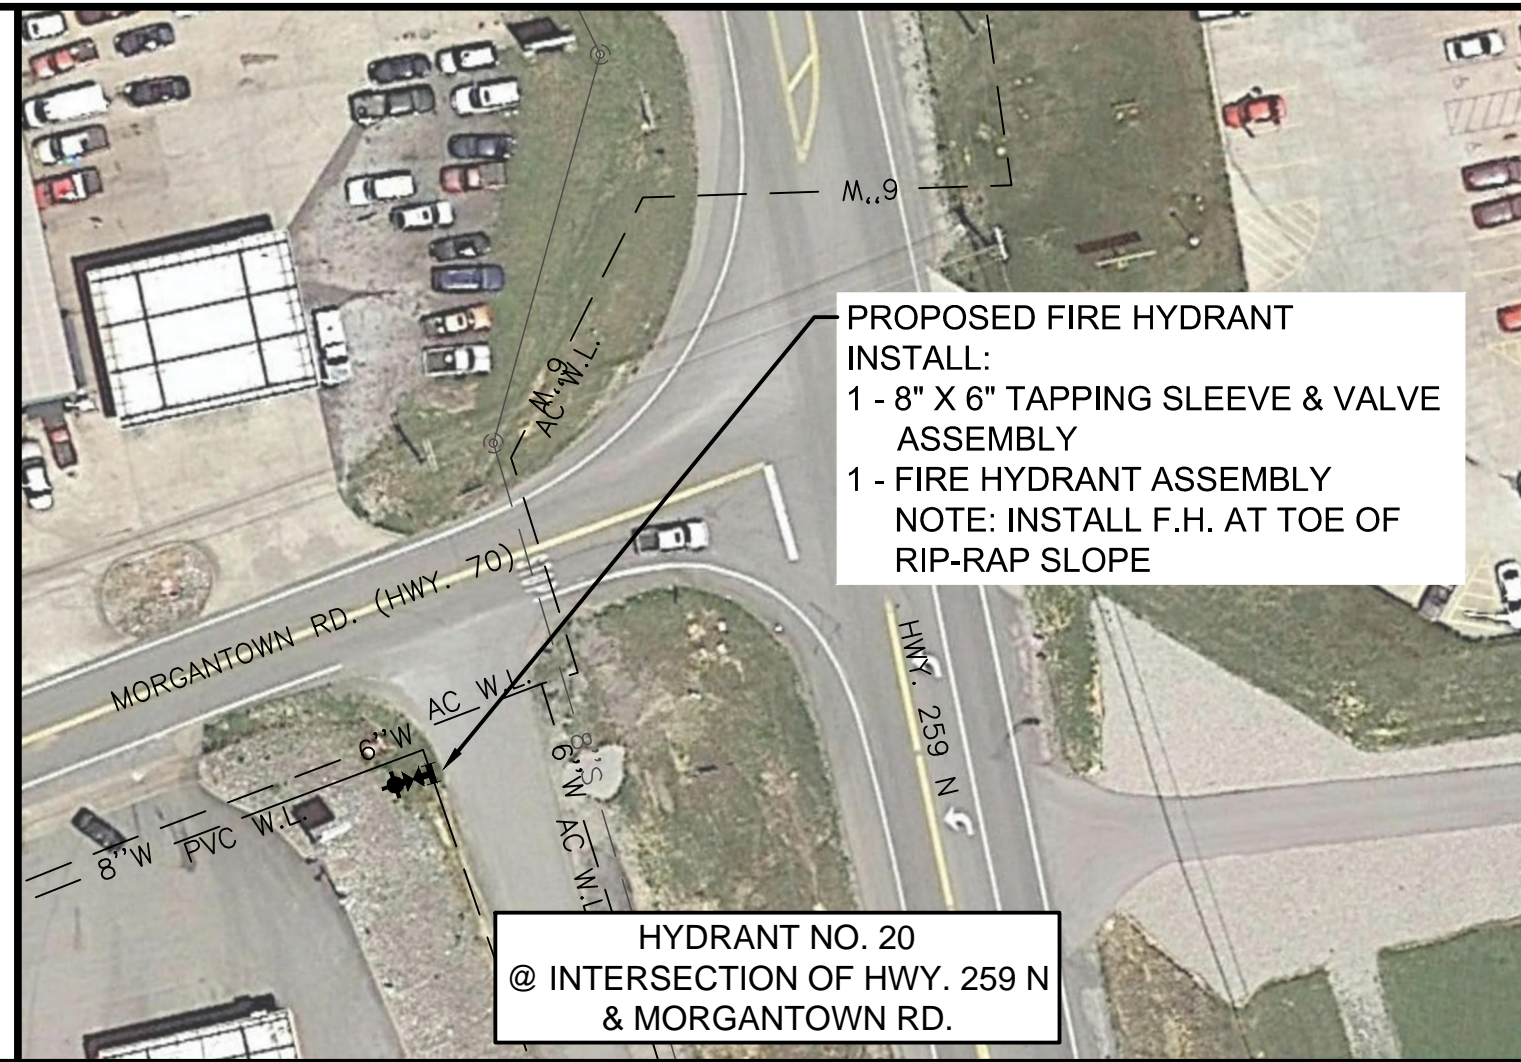 6''W
6''W
AC W.L.
PROPOSED FIRE HYDRANT
INSTALL:
1 - 8" X 6" TAPPING SLEEVE & VALVE
ASSEMBLY
1 - FIRE HYDRANT ASSEMBLY
NOTE: INSTALL F.H. AT TOE OF
RIP-RAP SLOPE
MORGANTOWN RD. (HWY. 70)
HWY. 259 N
AC W.L.
6''W
8''S
6''W AC W.L.
8''W PVC W.L.
HYDRANT NO. 20
@ INTERSECTION OF HWY. 259 N
& MORGANTOWN RD.